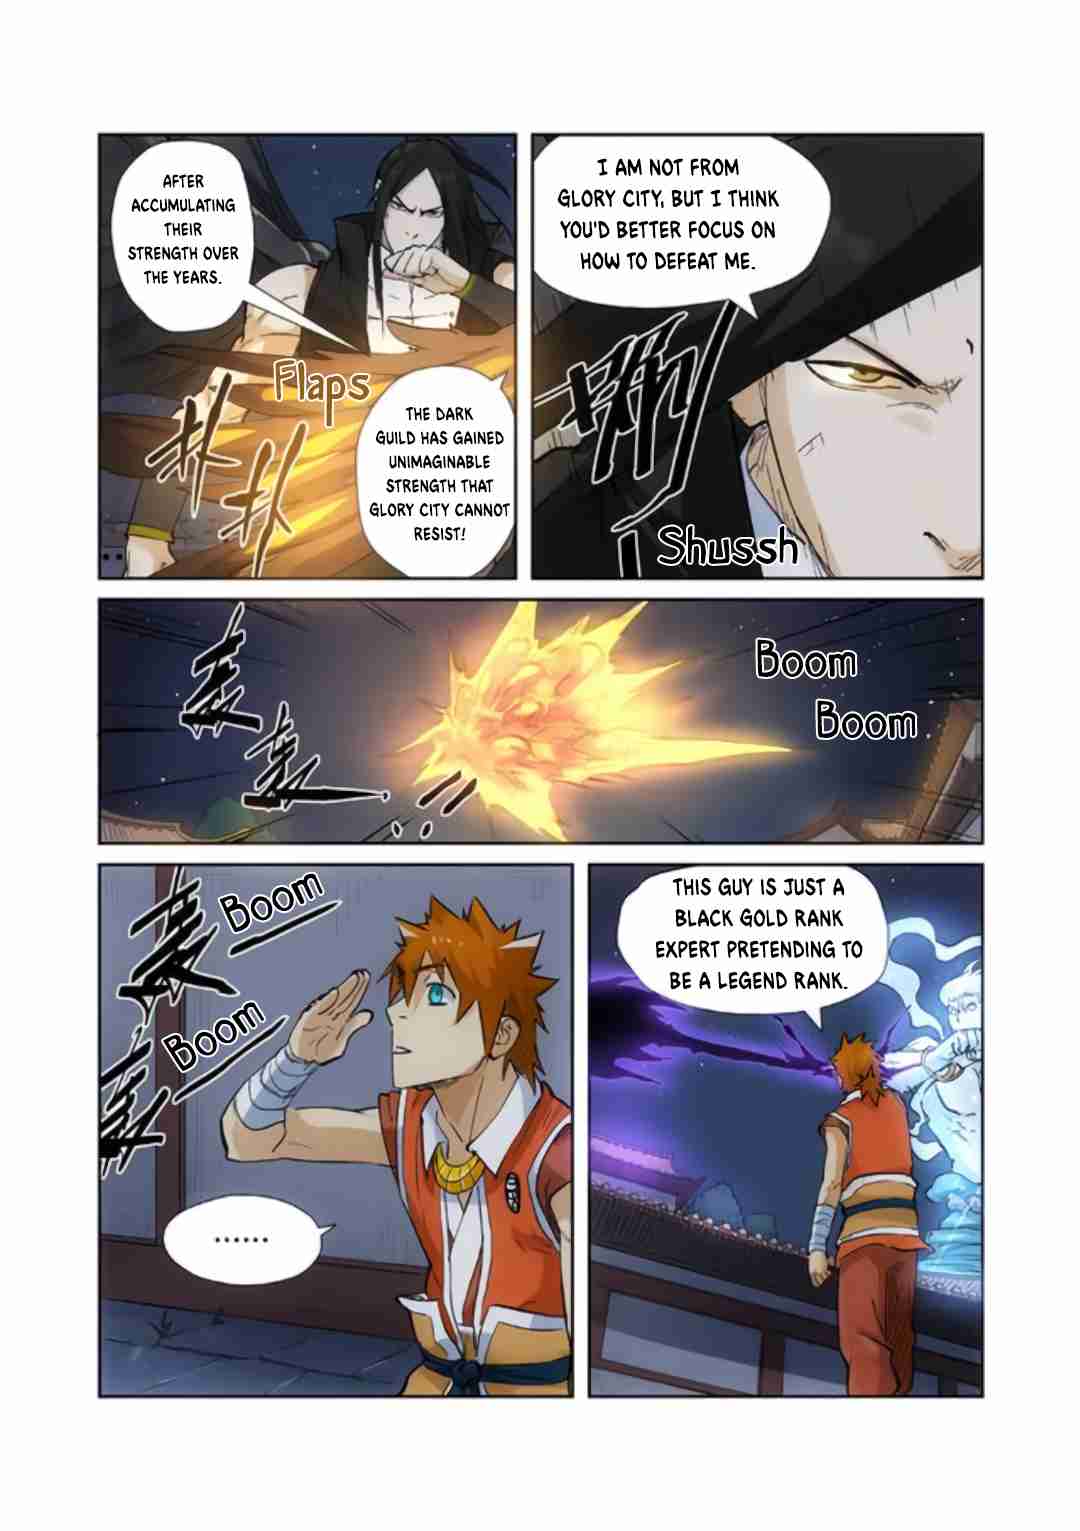 AFTER
ACCUMULATING
THEIR
STRENGTH OVER
THE YEARS.
Flaps
THE DARK
GUILD HAS GAINED
UNIMAGINABLE
STRENGTH THAT
GLORY CITY CANNOT
RESIST!
I AM NOT FROM
GLORY CITY, BUT I THINK
YOU'D BETTER FOCUS ON
HOW TO DEFEAT ME.
Shussh
Boom
Boom
Boom
Boom
......
THIS GUY IS JUST A
BLACK GOLD RANK
EXPERT PRETENDING TO
BE A LEGEND RANK.